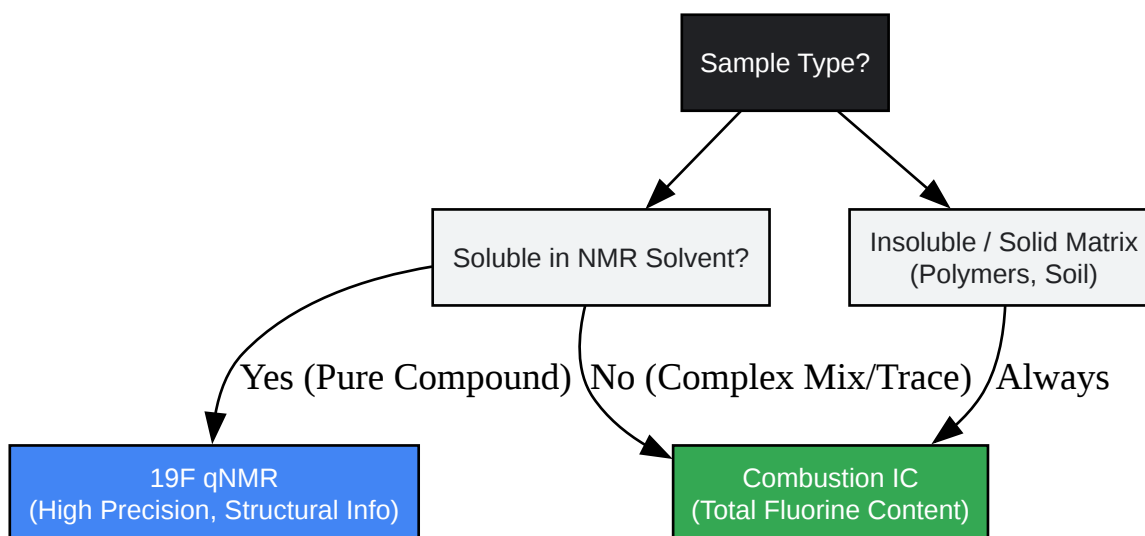 Sample Type?
Soluble in NMR Solvent?
Insoluble / Solid Matrix
(Polymers, Soil)
Yes (Pure Compound)
No (Complex Mix/Trace)
Always
19F qNMR
(High Precision, Structural Info)
Combustion IC
(Total Fluorine Content)